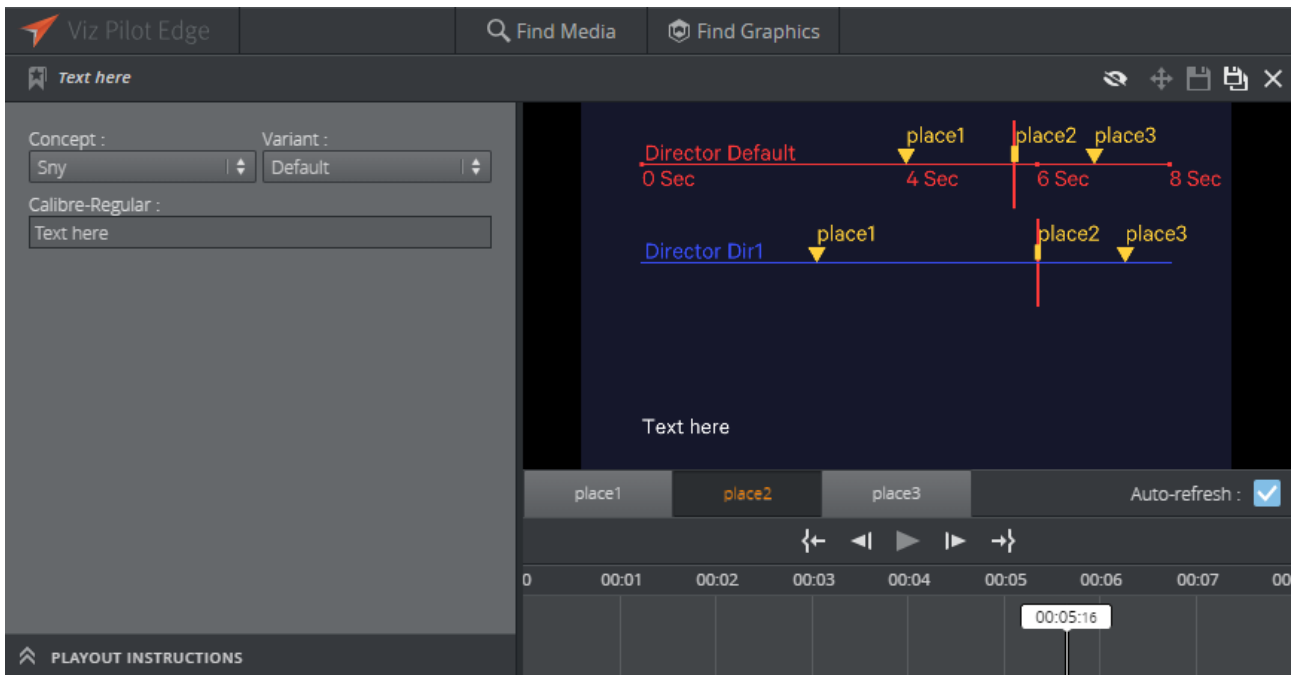 Viz Pilot Edge
Find Media
Find Graphics
Text here
Concept :
Variant :
Sny
Default
Calibre-Regular :
Text here
place1
place2
place3
Director Default
0 Sec
4 Sec
6 Sec
8 Sec
place1
place2
place3
Director Dir1
Text here
place1
place2
place3
Auto-refresh :
0 00:01 00:02 00:03 00:04 00:05 00:06 00:07 00
00:05:16
PLAYOUT INSTRUCTIONS